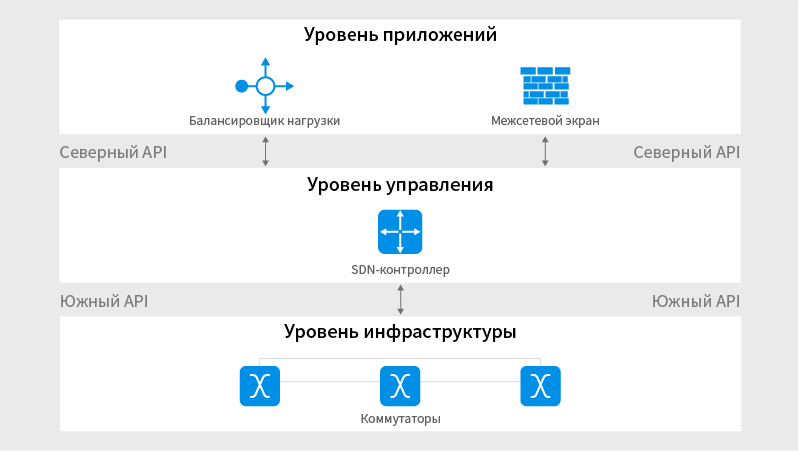 Уровень приложений
Балансировщик нагрузки
Межсетевой экран
Северный API
Северный API
Уровень управления
SDN-контроллер
Южный API
Южный API
Уровень инфраструктуры
Коммутаторы